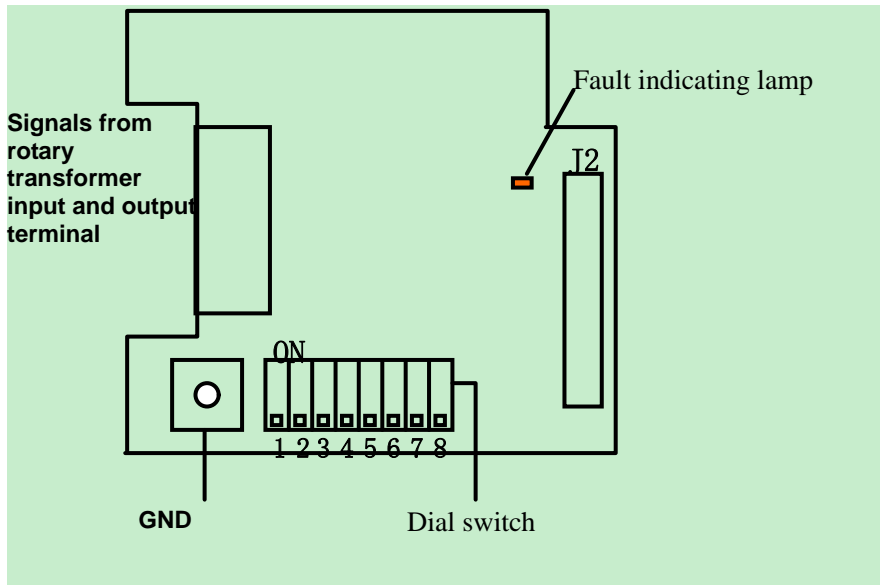 Fault indicating lamp
Signals from
rotary
transformer
input and output
terminal
J2
ON
1 2 3 4 5 6 7 8
GND
Dial switch